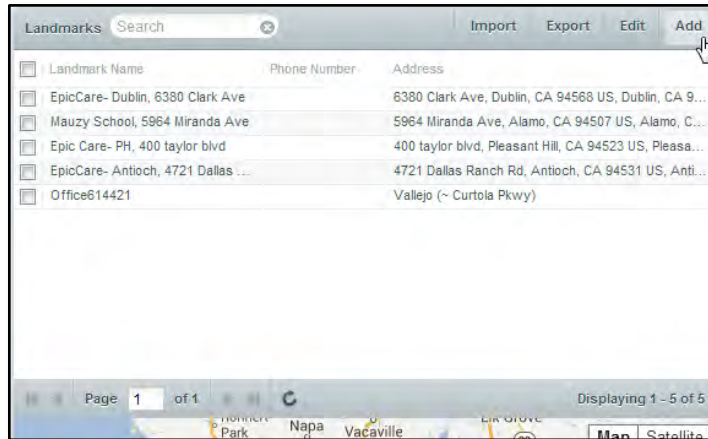 Landmarks Search Import Export Edit Add
Landmark Name Phone Number Address
EpicCare- Dublin, 6380 Clark Ave 6380 Clark Ave, Dublin, CA 94568 US, Dublin, CA 9...
Mauzy School, 5964 Miranda Ave 5964 Miranda Ave, Alamo, CA 94507 US, Alamo, C...
Epic Care- PH, 400 taylor blvd 400 taylor blvd, Pleasant Hill, CA 94523 US, Pleasa...
EpicCare- Antioch, 4721 Dallas ... 4721 Dallas Ranch Rd, Antioch, CA 94531 US, Anti...
Office614421 Vallejo (~ Curtola Pkwy)
Page 1 of 1 Displaying 1 - 5 of 5
Park Napa Vacaville Map Satellite